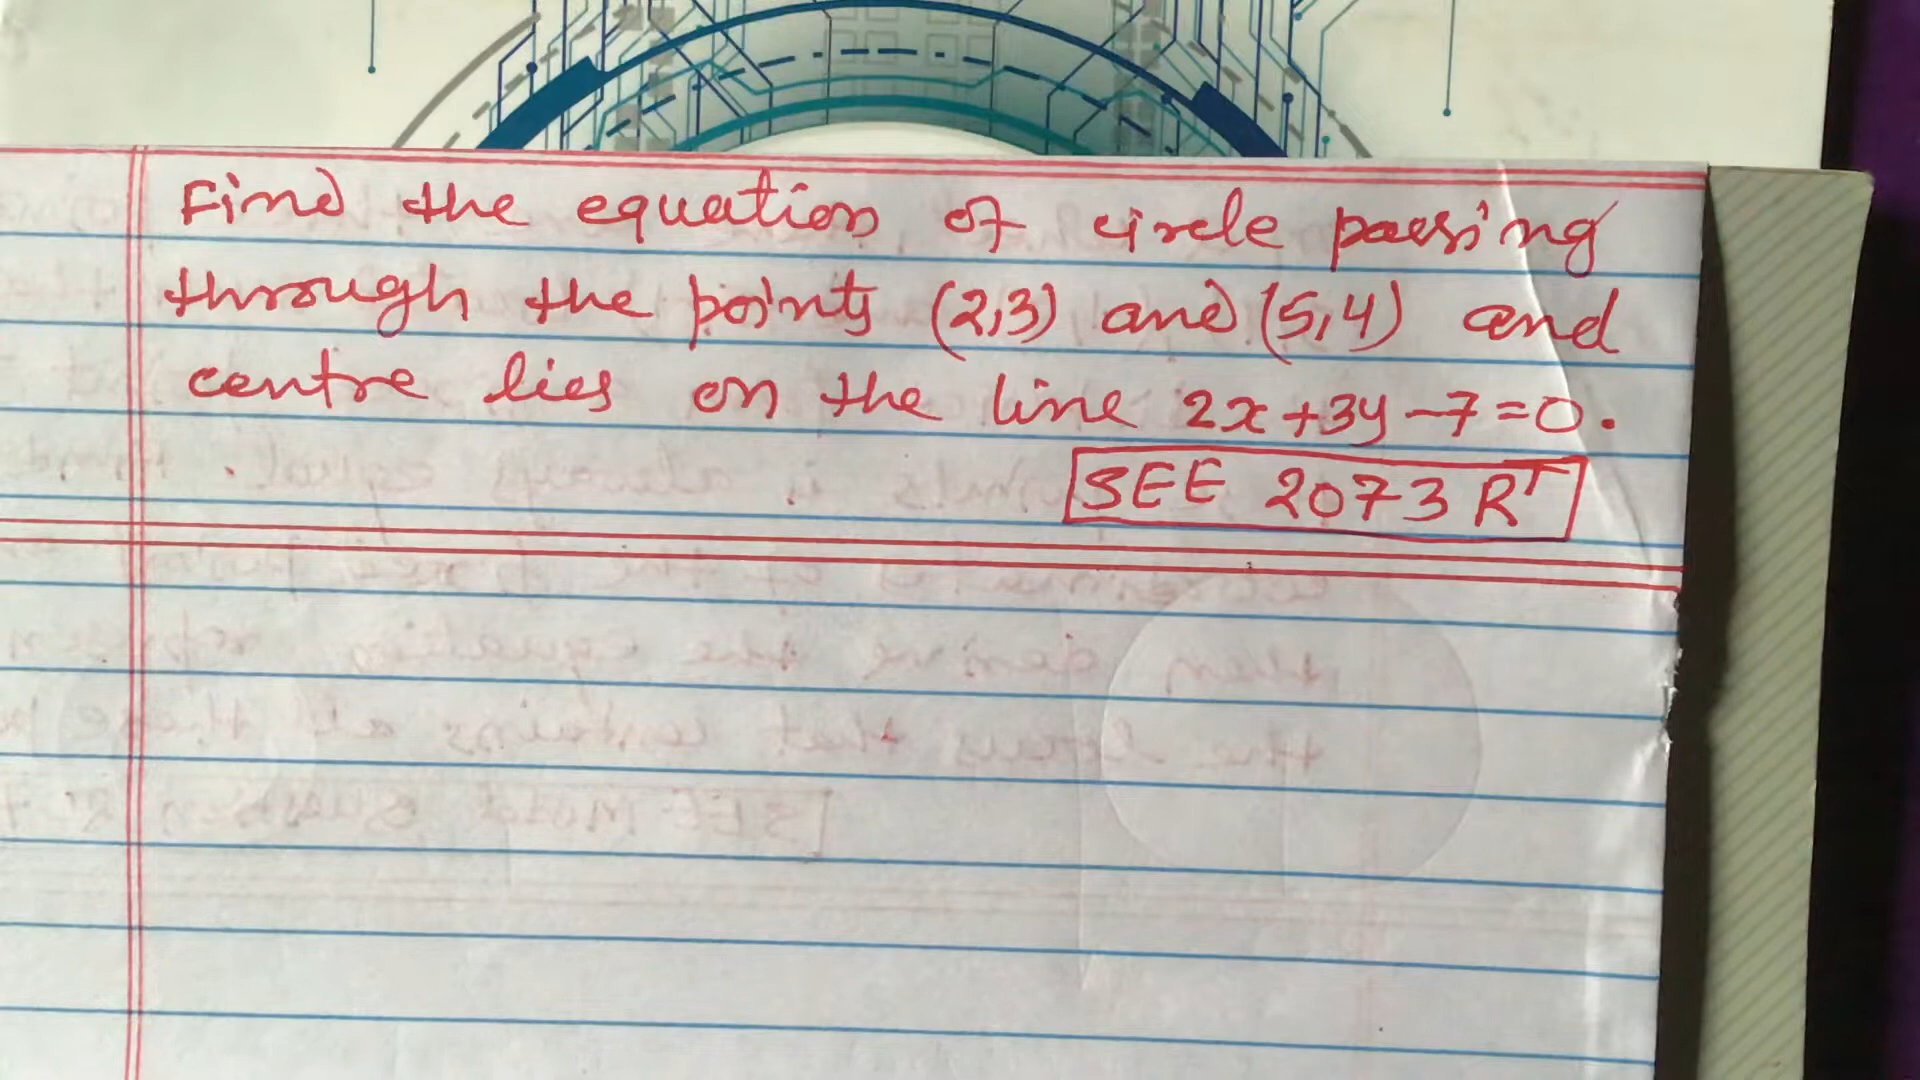 Find the equation of circle passing
through the points (2,3) and (5,4) and
centre lies on the line 2x+3y-7=0.
SEE 2073 RT